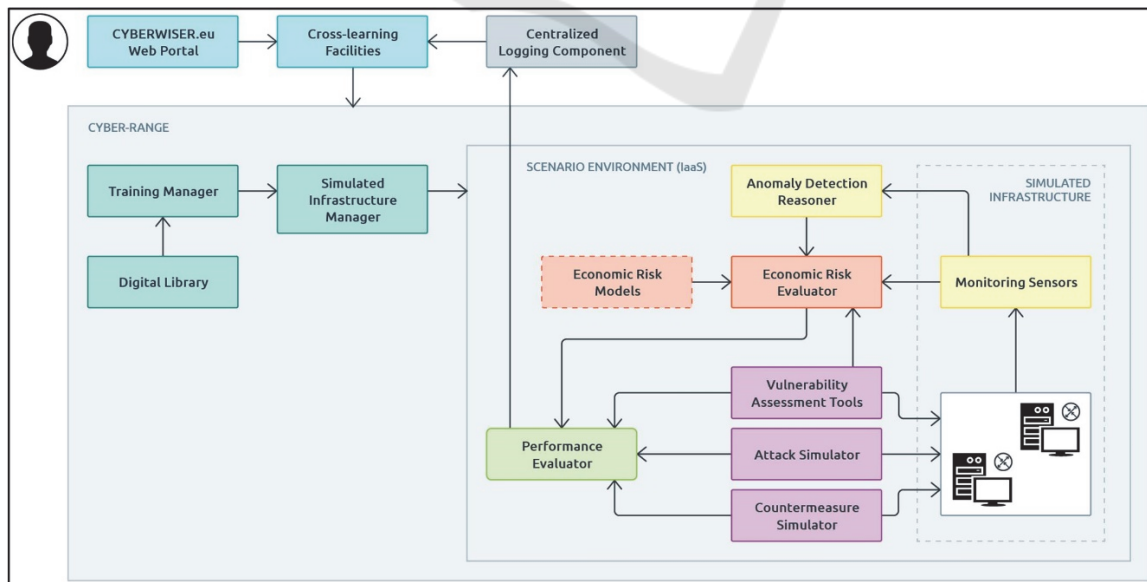 CYBERWISER.eu
Web Portal
Cross-learning
Facilities
Centralized
Logging Component
CYBER-RANGE
Training Manager
Simulated
Infrastructure
Manager
Digital Library
SCENARIO ENVIRONMENT (IaaS)
Anomaly Detection
Reasoner
SIMULATED
INFRASTRUCTURE
Economic Risk
Models
Economic Risk
Evaluator
Monitoring Sensors
Vulnerability
Assessment Tools
Performance
Evaluator
Attack Simulator
Countermeasure
Simulator